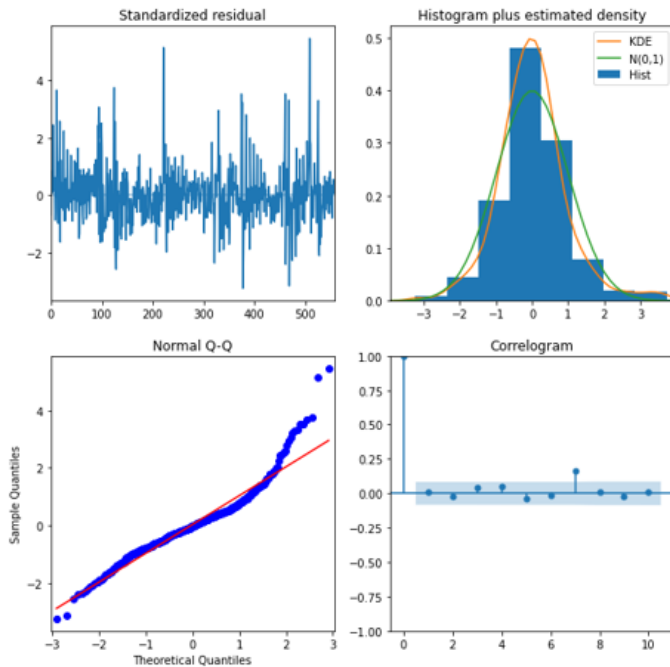 Standardized residual
4
2
0
−2
0 100 200 300 400 500
Histogram plus estimated density
KDE
N(0,1)
Hist
0.5
0.4
0.3
0.2
0.1
0.0
−3 −2 −1 0 1 2 3
Normal Q-Q
Sample Quantiles
4
2
0
−2
−3 −2 −1 0 1 2 3
Theoretical Quantiles
Correlogram
1.00
0.75
0.50
0.25
0.00
−0.25
−0.50
−0.75
−1.00
0 2 4 6 8 10